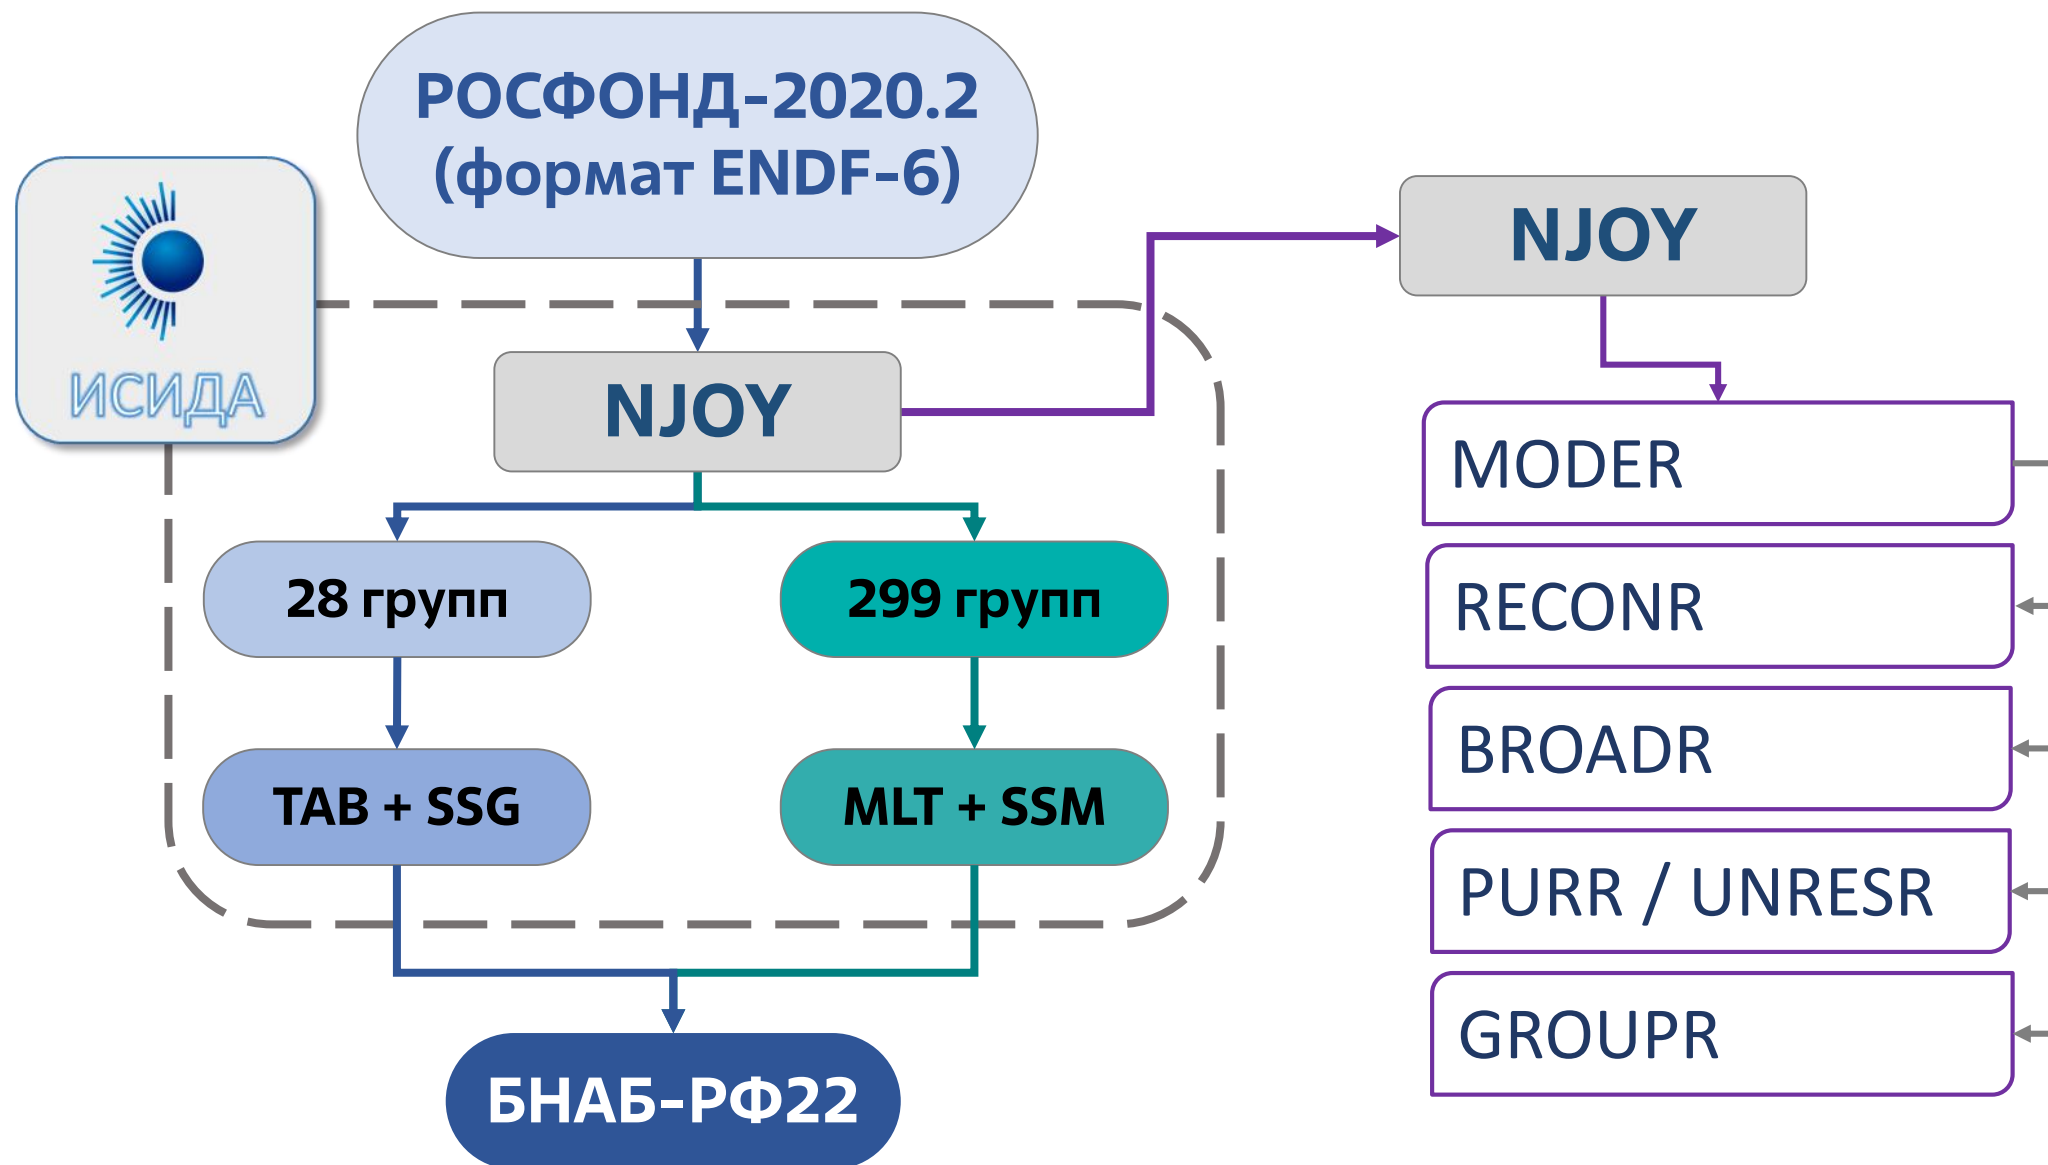 РОСФОНД-2020.2
(формат ENDF-6)
ИСИДА
NJOY
28 групп
299 групп
TAB + SSG
MLT + SSM
БНАБ-РФ22
NJOY
MODER
RECONR
BROADR
PURR / UNRESR
GROUPR